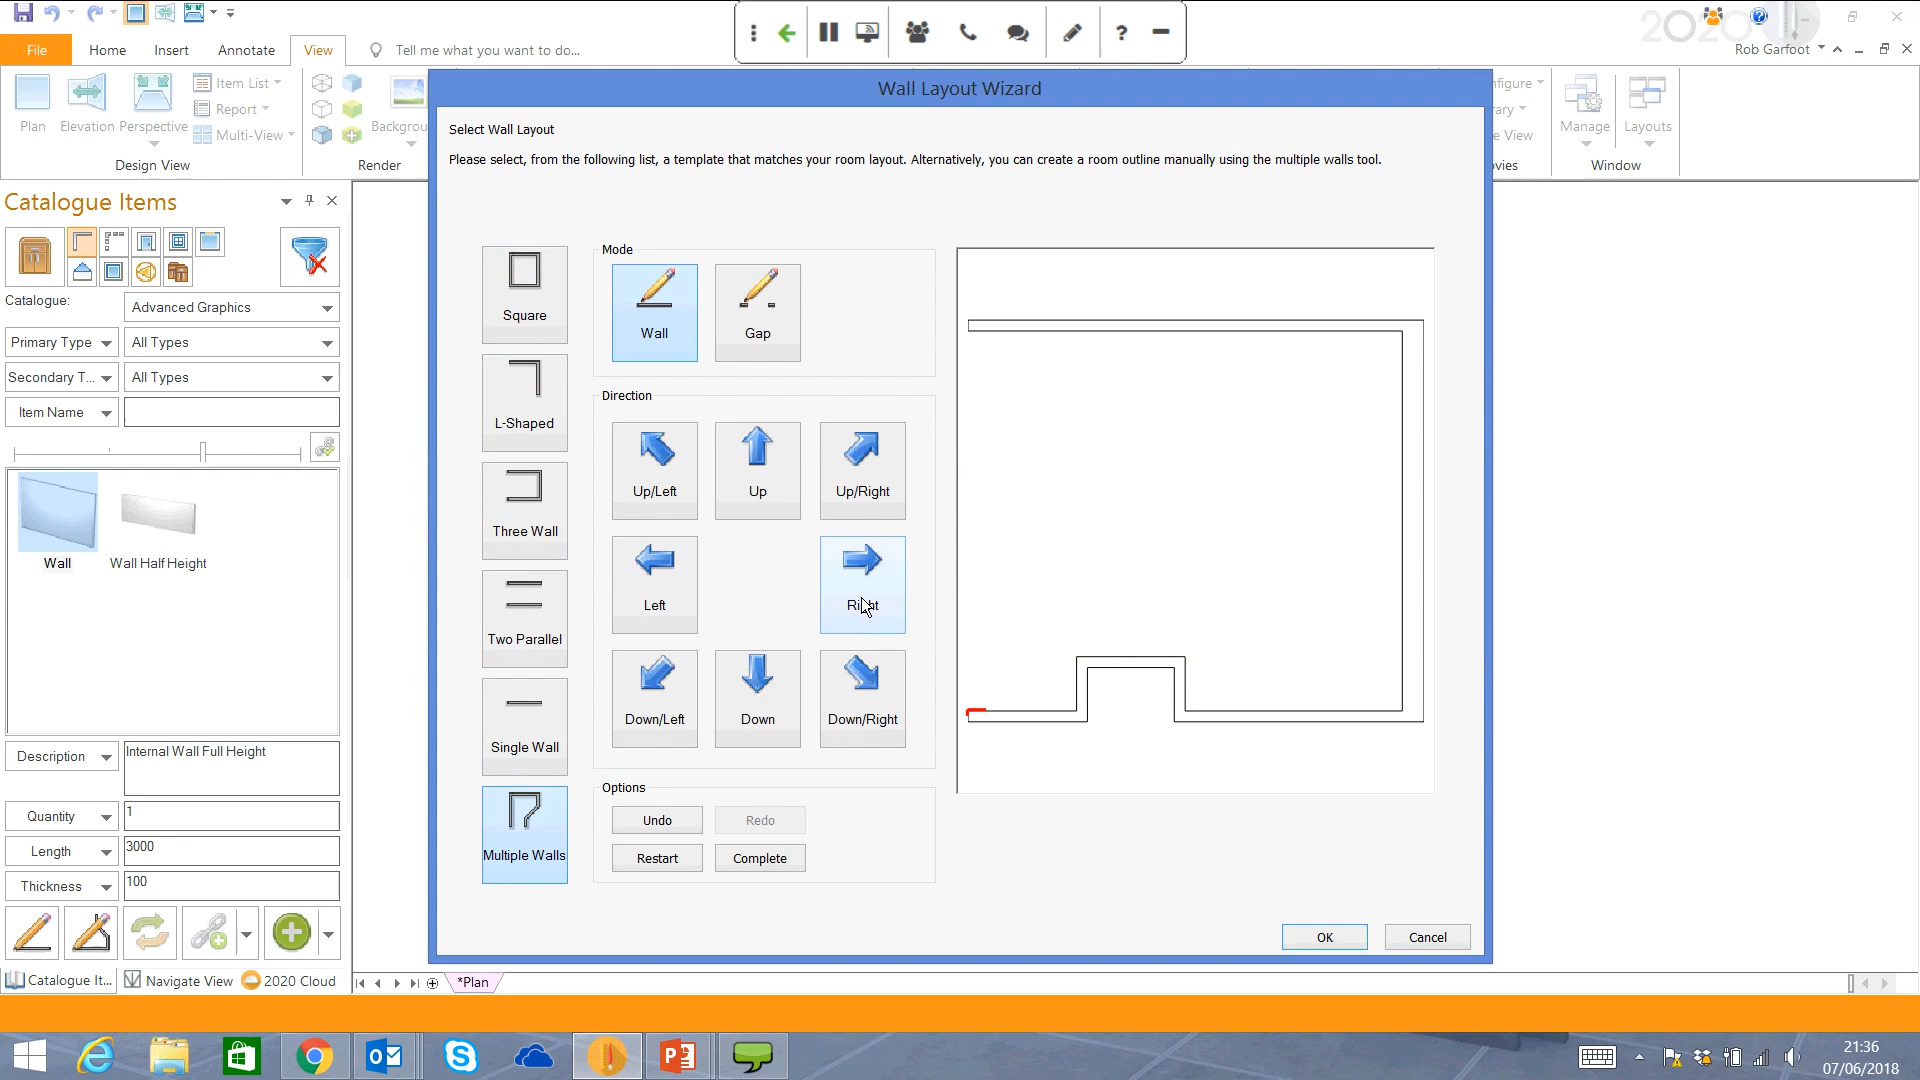 2020
File
Home
Insert
Annotate
View
Tell me what you want to do...
Rob Garfoot
Plan
Elevation
Perspective
Item List
Report
Multi-View
Design View
Backgrou
Render
nfigure
rary
e View
vies
Manage
Layouts
Window
Wall Layout Wizard
Select Wall Layout
Please select, from the following list, a template that matches your room layout. Alternatively, you can create a room outline manually using the multiple walls tool.
Catalogue Items
Catalogue:
Advanced Graphics
Primary Type
All Types
Secondary T...
All Types
Item Name
Wall
Wall Half Height
Description
Internal Wall Full Height
Quantity
1
Length
3000
Thickness
100
Catalogue It...
Navigate View
2020 Cloud
Square
L-Shaped
Three Wall
Two Parallel
Single Wall
Multiple Walls
Mode
Wall
Gap
Direction
Up/Left
Up
Up/Right
Left
Right
Down/Left
Down
Down/Right
Options
Undo
Redo
Restart
Complete
OK
Cancel
*Plan
21:36
07/06/2018